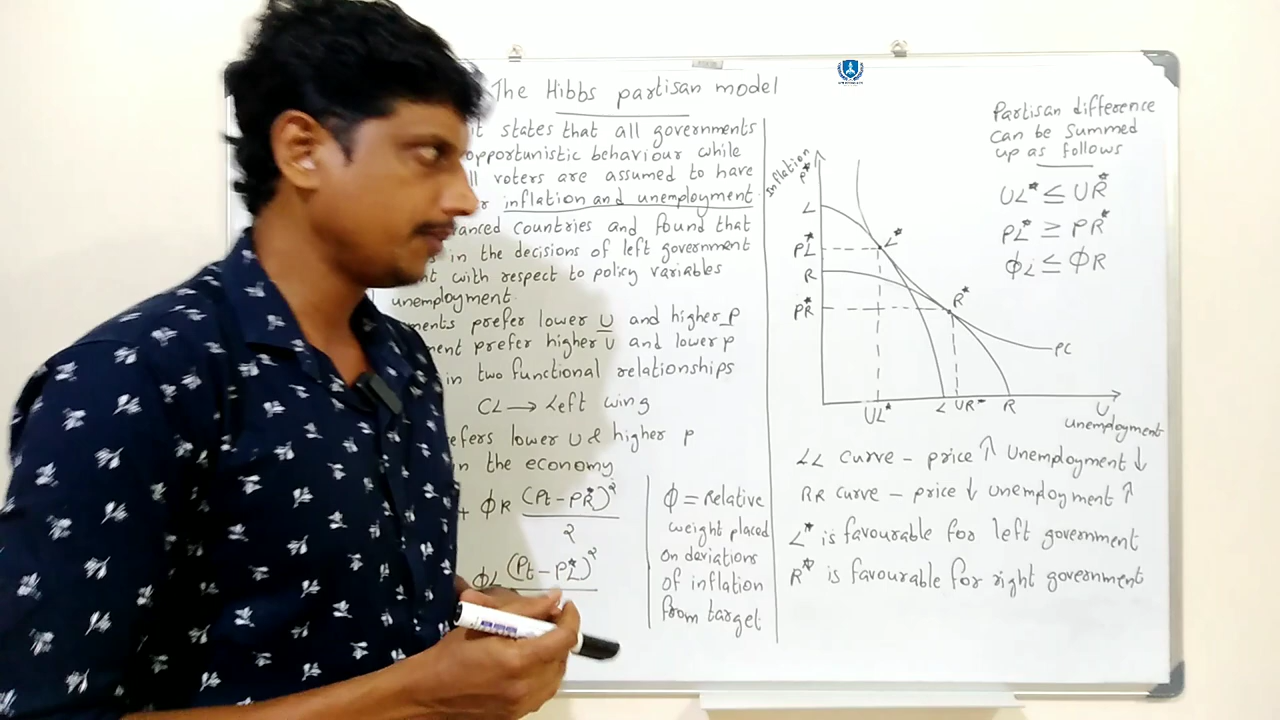 The Hibbs partisan model
it states that all governments
opportunistic behaviour while
voters are assumed to have
inflation and unemployment
countries and found that
in the decisions of left government
with respect to policy variables
unemployment.
prefer lower U and higher p
prefer higher U and lower p
in two functional relationships
CL → Left wing
lower U & higher p
in the economy
+ ϕR (Pt - PR*)²
2
ϕL (Pt - PL*)²
ϕ = Relative
weight placed
on deviations
of inflation
from target
Partisan difference
can be summed
up as follows
UL* ≤ UR*
PL* ≥ PR*
ϕL ≤ ϕR
Inflation
P*
L
PL*
R
PR*
L*
R*
PC
UL*
L
UR*
R
U
unemployment
LL curve - price ↑ unemployment ↓
RR curve - price ↓ unemployment ↑
L* is favourable for left government
R* is favourable for right government